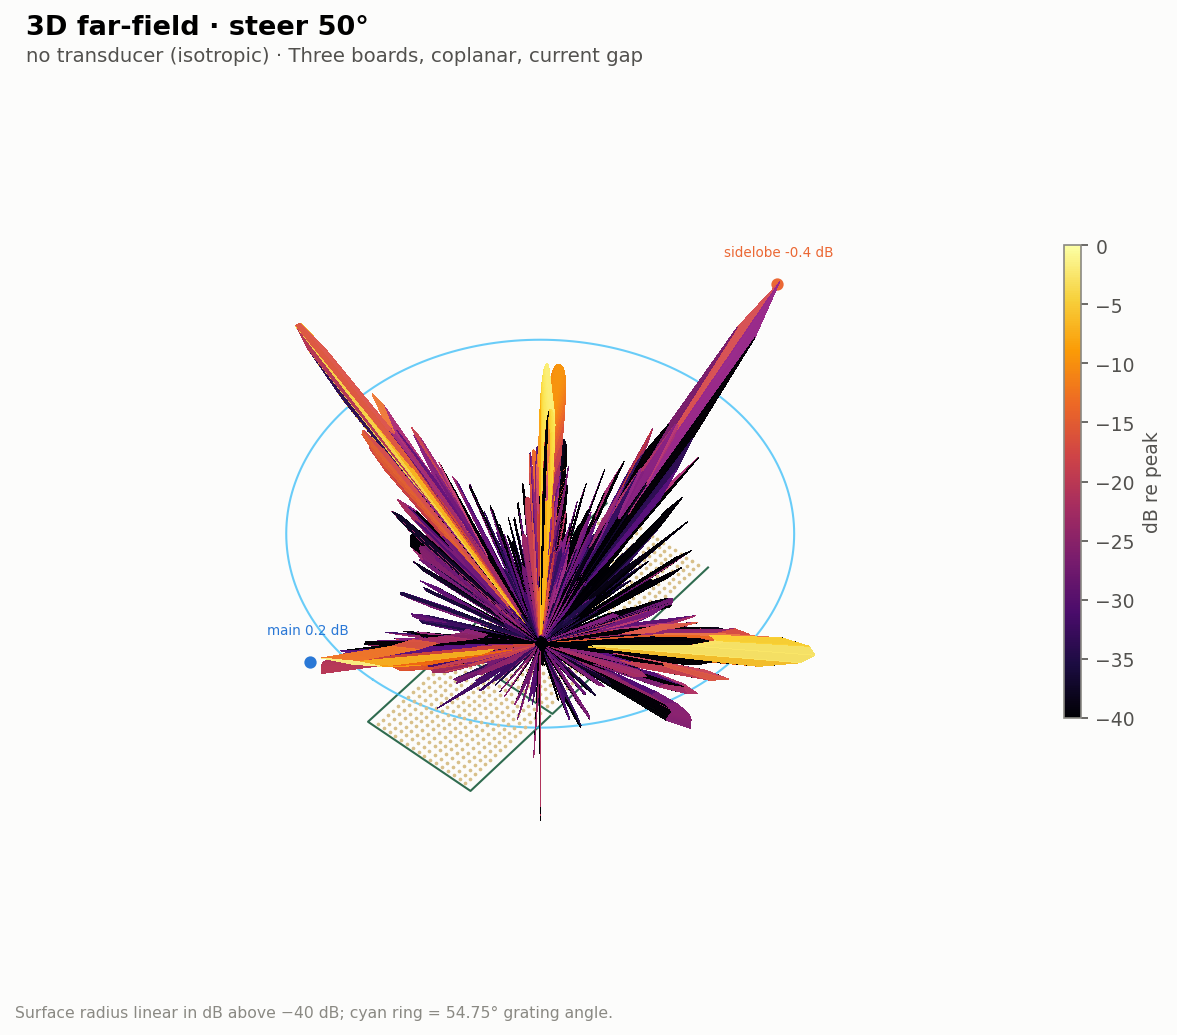 3D far-field · steer 50°
no transducer (isotropic) · Three boards, coplanar, current gap
sidelobe -0.4 dB
main 0.2 dB
0
−5
−10
−15
−20
−25
−30
−35
−40
dB re peak
Surface radius linear in dB above −40 dB; cyan ring = 54.75° grating angle.